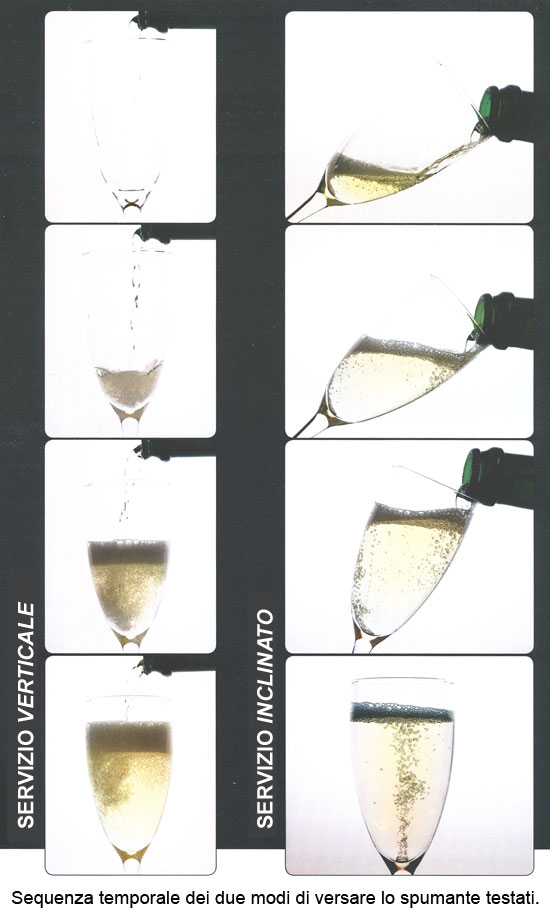 SERVIZIO VERTICALE
SERVIZIO INCLINATO
Sequenza temporale dei due modi di versare lo spumante testati.